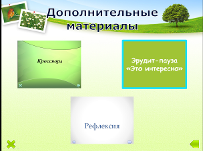 Дополнительные
материалы
Кроссворд
Эрудит-пауза
«Это интересно»
Рефлексия